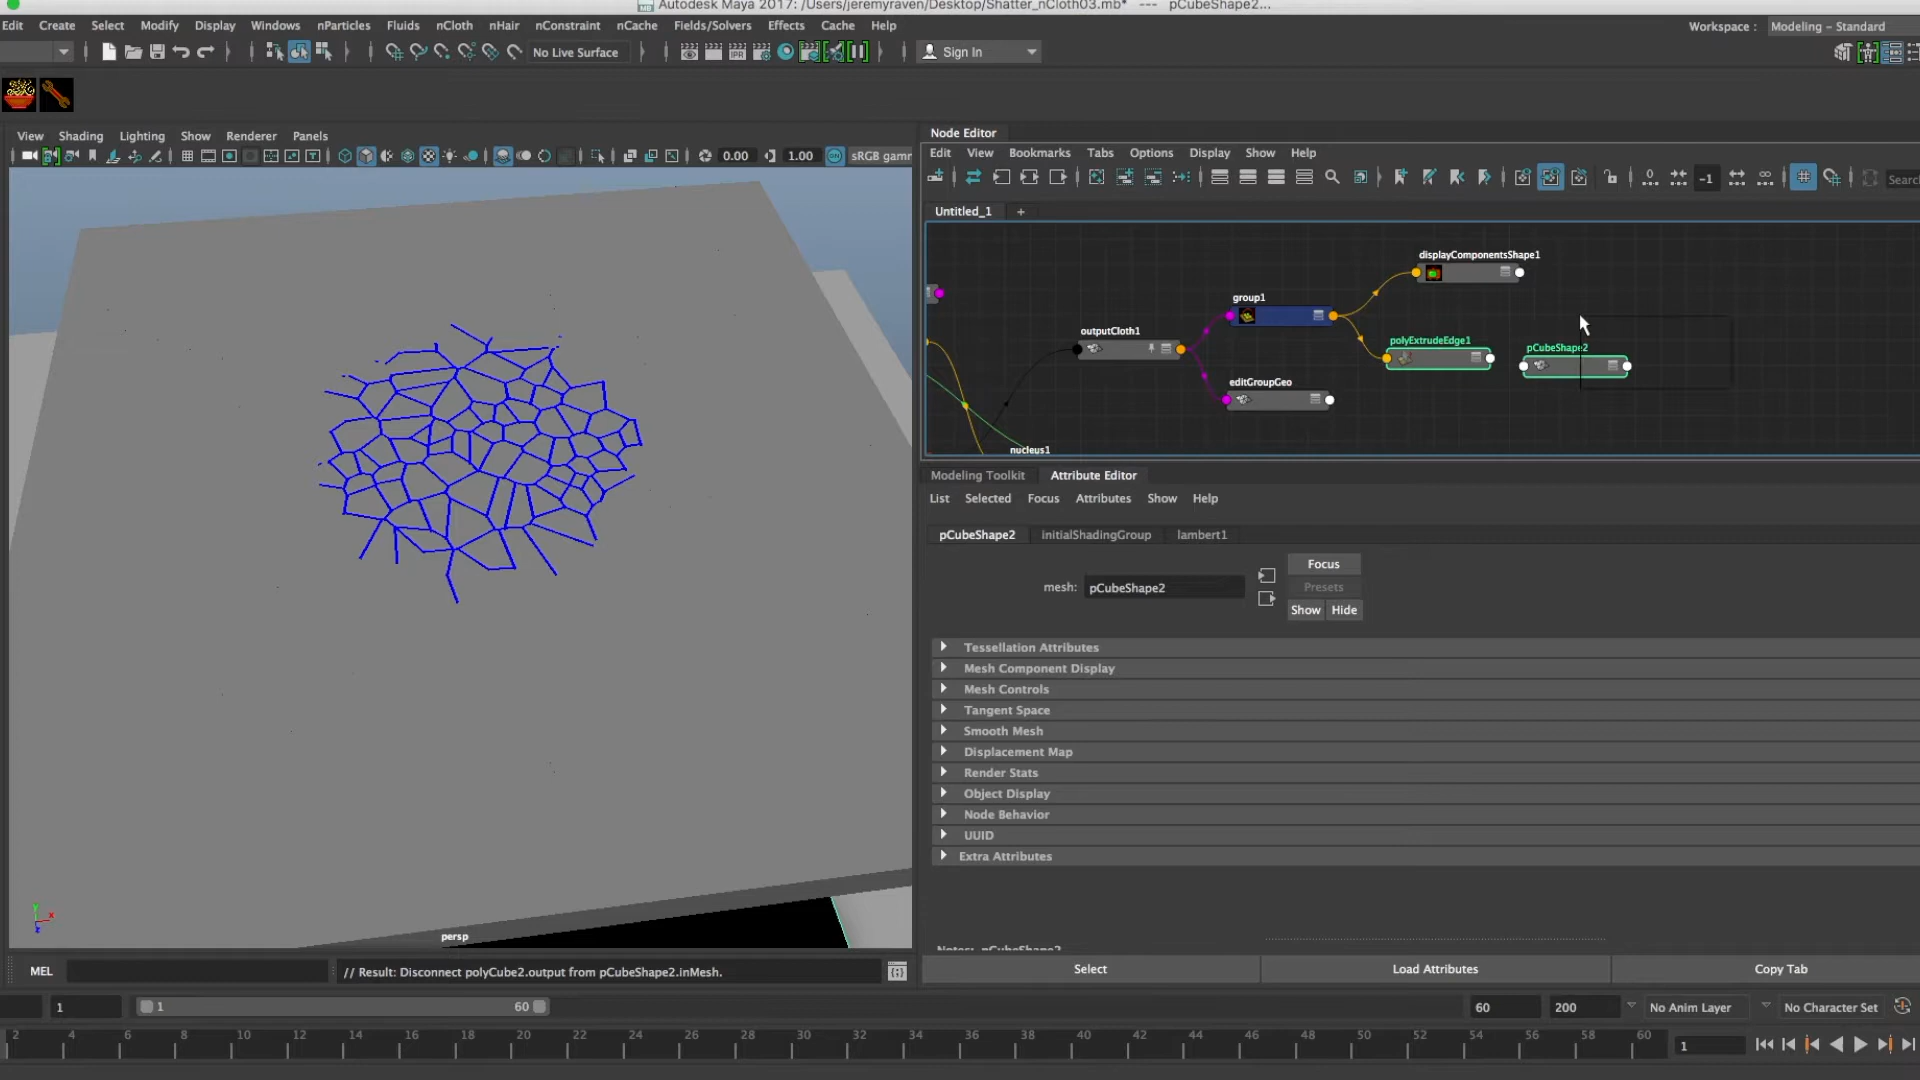 Autodesk Maya 2017: /Users/jeremyraven/Desktop/Shatter_nCloth03.mb* --- pCubeShape2...
Edit Create Select Modify Display Windows nParticles Fluids nCloth nHair nConstraint nCache Fields/Solvers Effects Cache Help
Workspace : Modeling - Standard
No Live Surface
Sign In
View Shading Lighting Show Renderer Panels
0.00 1.00 ON sRGB gamm
Node Editor
Edit View Bookmarks Tabs Options Display Show Help
0 -1 Searc
Untitled_1 +
displayComponentsShape1
group1
outputCloth1
polyExtrudeEdge1
pCubeShape2
editGroupGeo
nucleus1
Modeling Toolkit Attribute Editor
List Selected Focus Attributes Show Help
pCubeShape2 initialShadingGroup lambert1
Focus
mesh: pCubeShape2
Presets
Show Hide
Tessellation Attributes
Mesh Component Display
Mesh Controls
Tangent Space
Smooth Mesh
Displacement Map
Render Stats
Object Display
Node Behavior
UUID
Extra Attributes
Notes: pCubeShape2
persp
Select Load Attributes Copy Tab
MEL // Result: Disconnect polyCube2.output from pCubeShape2.inMesh.
1 1 60 60 200 No Anim Layer No Character Set
2 4 6 8 10 12 14 16 18 20 22 24 26 28 30 32 34 36 38 40 42 44 46 48 50 52 54 56 58 60 1